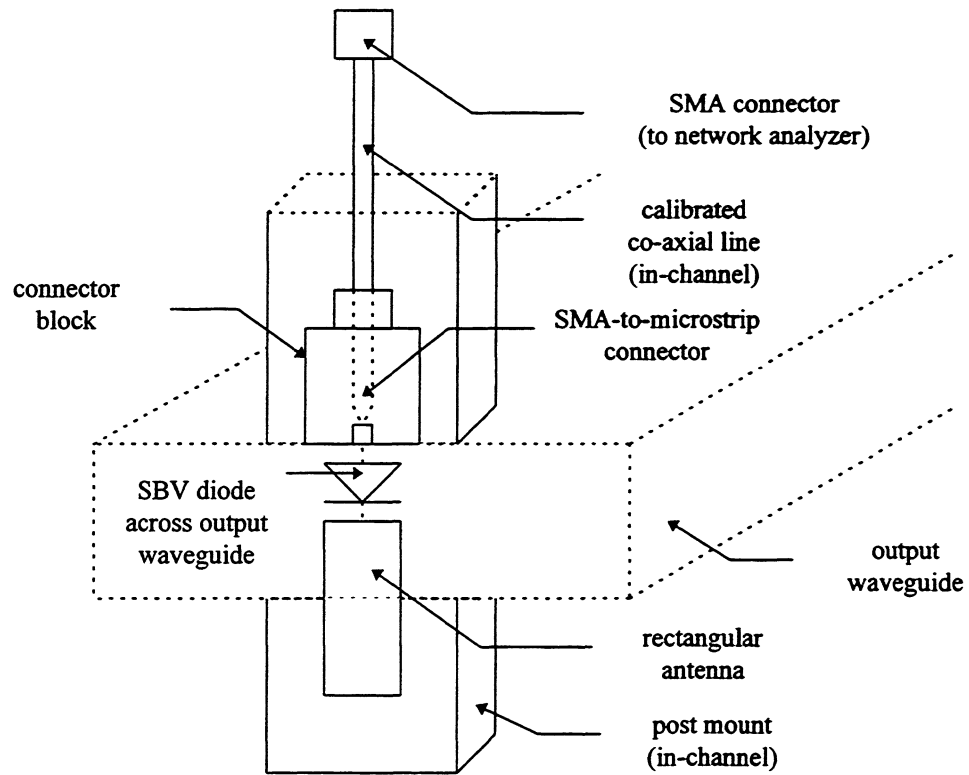 SMA connector
(to network analyzer)
calibrated
co-axial line
(in-channel)
connector
block
SMA-to-microstrip
connector
SBV diode
across output
waveguide
output
waveguide
rectangular
antenna
post mount
(in-channel)